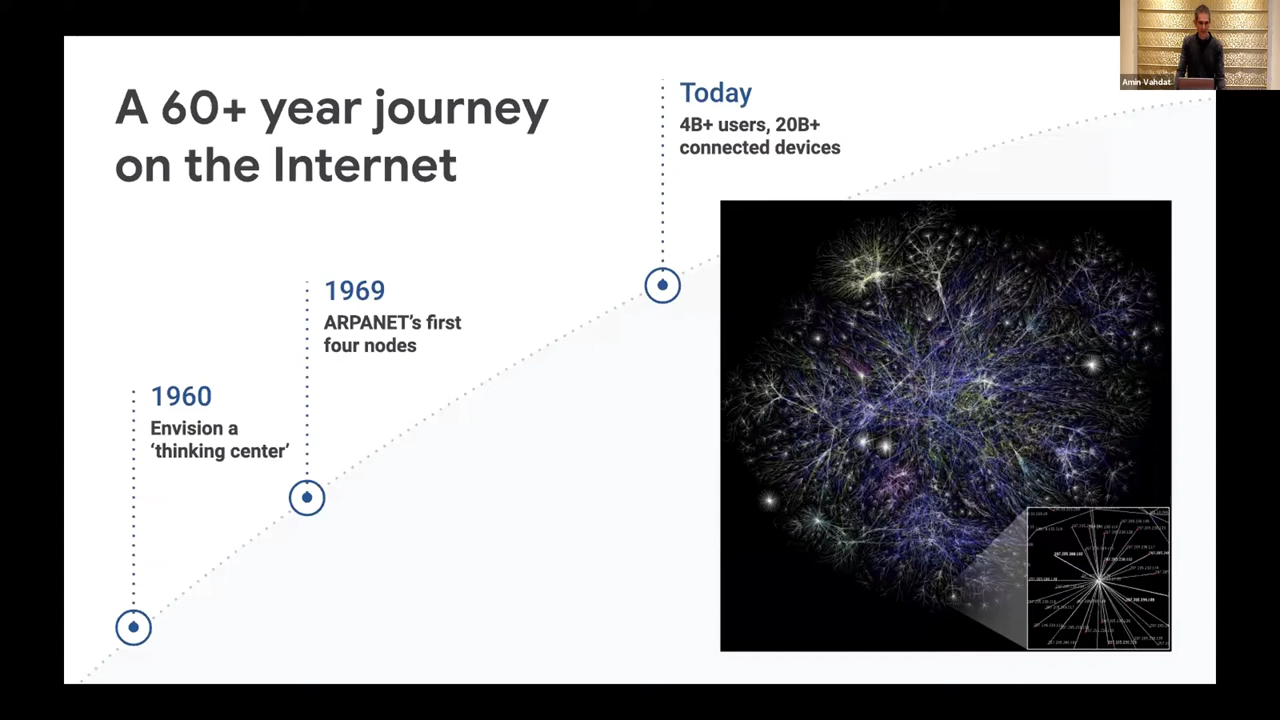 A 60+ year journey
on the Internet
1960
Envision a
‘thinking center’
1969
ARPANET’s first
four nodes
Today
4B+ users, 20B+
connected devices
Amin Vahdat